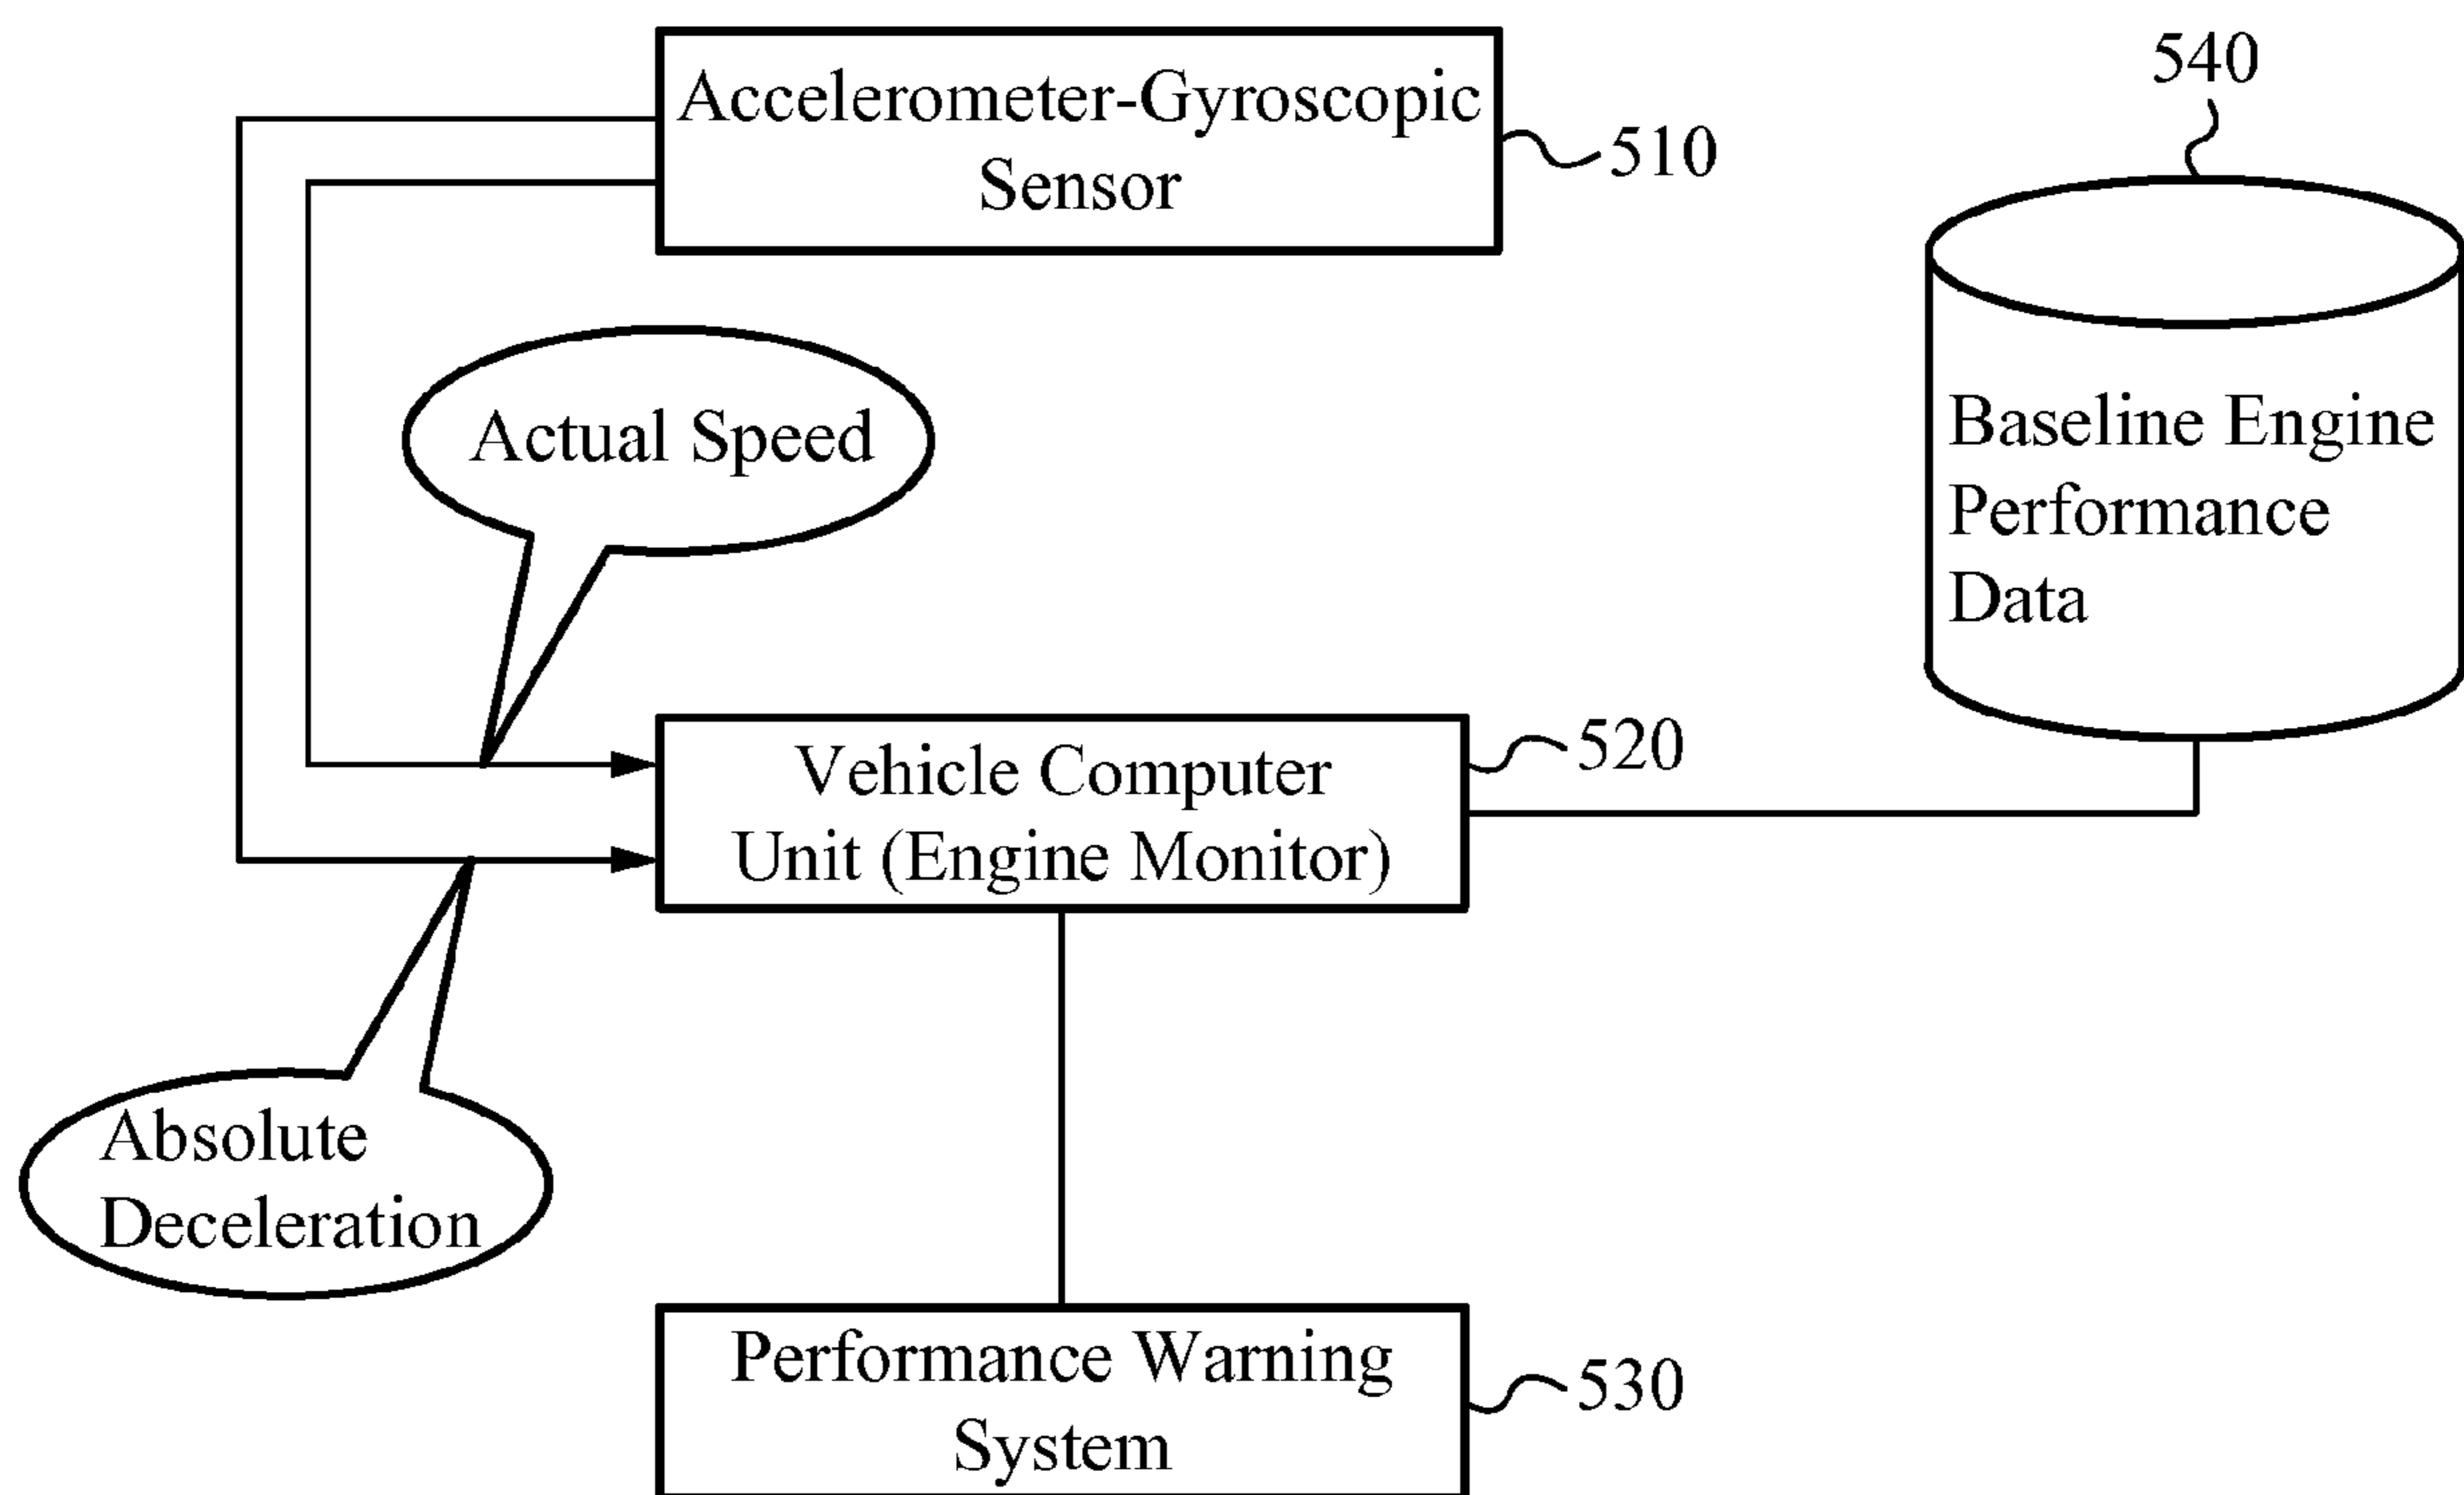 Accelerometer-Gyroscopic
Sensor
510
540
Actual Speed
Baseline Engine
Performance
Data
Vehicle Computer
Unit (Engine Monitor)
520
Absolute
Deceleration
Performance Warning
System
530